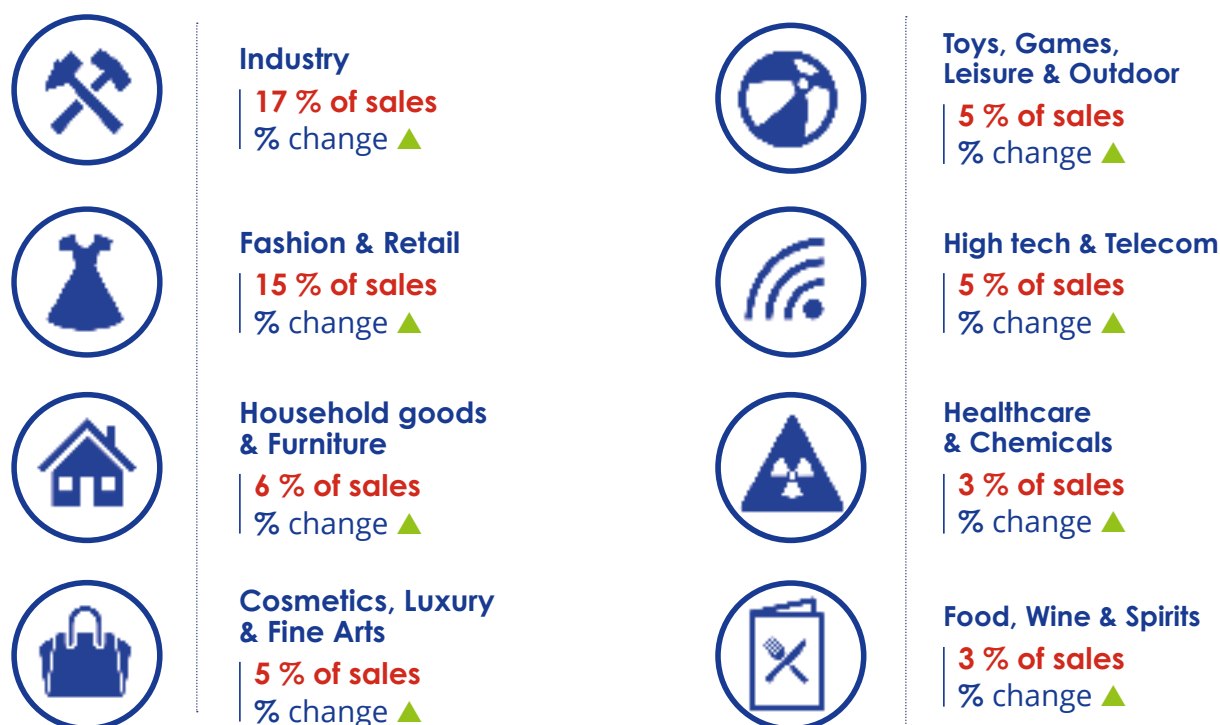 Industry
17 % of sales
% change ▲
Fashion & Retail
15 % of sales
% change ▲
Household goods
& Furniture
6 % of sales
% change ▲
Cosmetics, Luxury
& Fine Arts
5 % of sales
% change ▲
Toys, Games,
Leisure & Outdoor
5 % of sales
% change ▲
High tech & Telecom
5 % of sales
% change ▲
Healthcare
& Chemicals
3 % of sales
% change ▲
Food, Wine & Spirits
3 % of sales
% change ▲